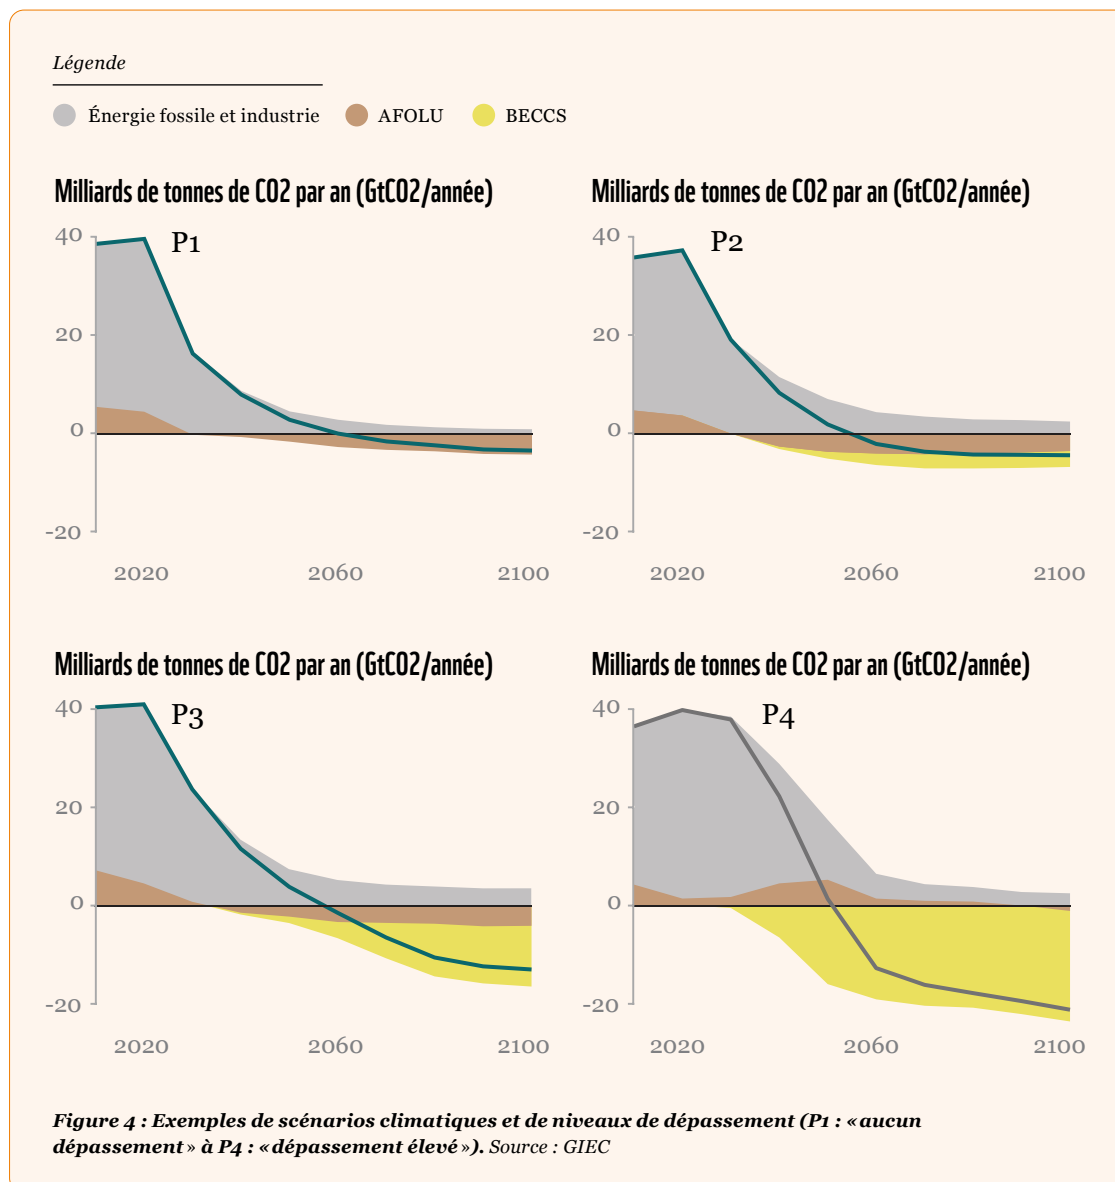 Légende
Énergie fossile et industrie AFOLU BECCS
Milliards de tonnes de CO2 par an (GtCO2/année)
P1
40
20
0
-20
2020 2060 2100
Milliards de tonnes de CO2 par an (GtCO2/année)
P2
40
20
0
-20
2020 2060 2100
Milliards de tonnes de CO2 par an (GtCO2/année)
P3
40
20
0
-20
2020 2060 2100
Milliards de tonnes de CO2 par an (GtCO2/année)
P4
40
20
0
-20
2020 2060 2100
Figure 4 : Exemples de scénarios climatiques et de niveaux de dépassement (P1 : «aucun
dépassement» à P4 : «dépassement élevé»). Source : GIEC